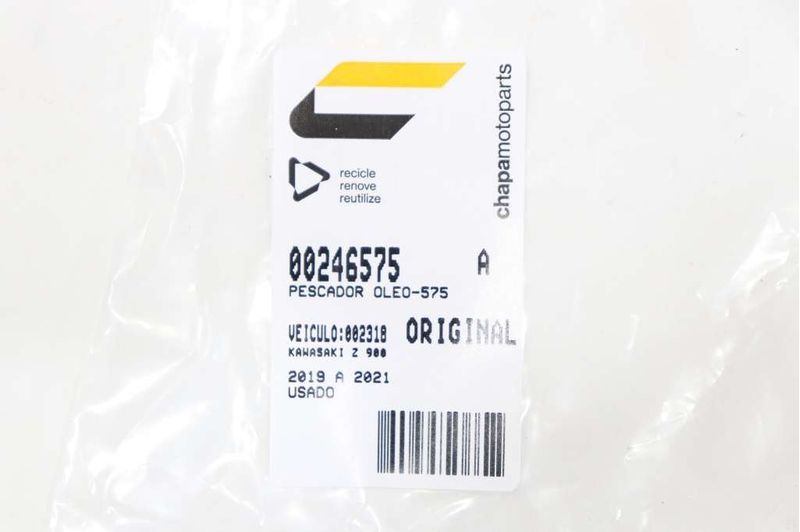 chapamotoparts
recicle
renove
reutilize
00246575 A
PESCADOR OLEO-575
VEICULO:002318 ORIGINAL
KAWASAKI Z 900
2019 A 2021
USADO